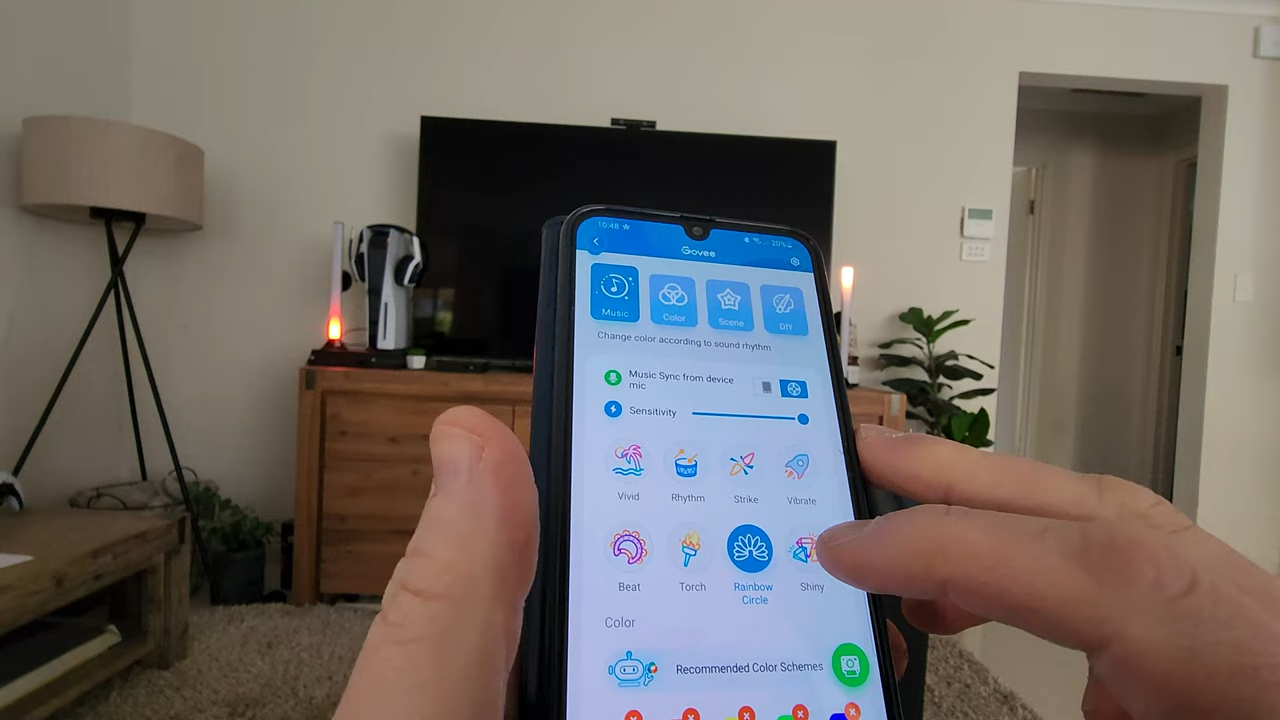 10:48
20%
Govee
Music
Color
Scene
DIY
Change color according to sound rhythm
Music Sync from device
mic
Sensitivity
Vivid
Rhythm
Strike
Vibrate
Beat
Torch
Rainbow
Circle
Shiny
Color
Recommended Color Schemes